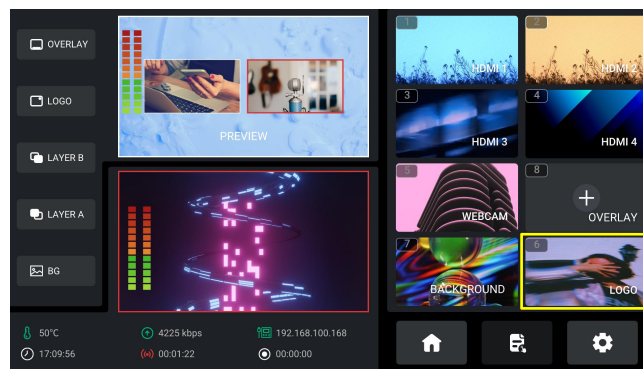 OVERLAY
LOGO
LAYER B
LAYER A
BG
PREVIEW
50°C
4225 kbps
192.168.100.168
17:09:56
00:01:22
00:00:00
1
HDMI 1
2
HDMI 2
3
HDMI 3
4
HDMI 4
5
WEBCAM
8
OVERLAY
7
BACKGROUND
6
LOGO